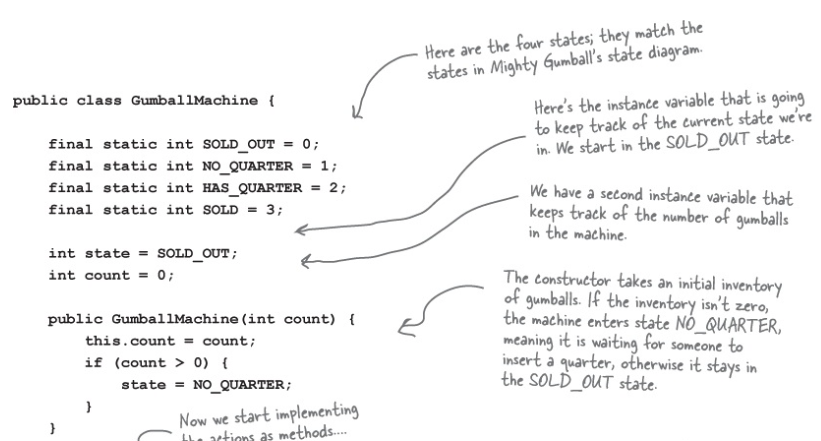 Here are the four states; they match the
states in Mighty Gumball's state diagram.
public class GumballMachine {
Here's the instance variable that is going
to keep track of the current state we're
in. We start in the SOLD_OUT state.
final static int SOLD_OUT = 0;
final static int NO_QUARTER = 1;
final static int HAS_QUARTER = 2;
final static int SOLD = 3;
We have a second instance variable that
keeps track of the number of gumballs
in the machine.
int state = SOLD_OUT;
int count = 0;
The constructor takes an initial inventory
of gumballs. If the inventory isn't zero,
the machine enters state NO_QUARTER,
meaning it is waiting for someone to
insert a quarter, otherwise it stays in
the SOLD_OUT state.
public GumballMachine(int count) {
this.count = count;
if (count > 0) {
state = NO_QUARTER;
}
}
Now we start implementing
the actions as methods....